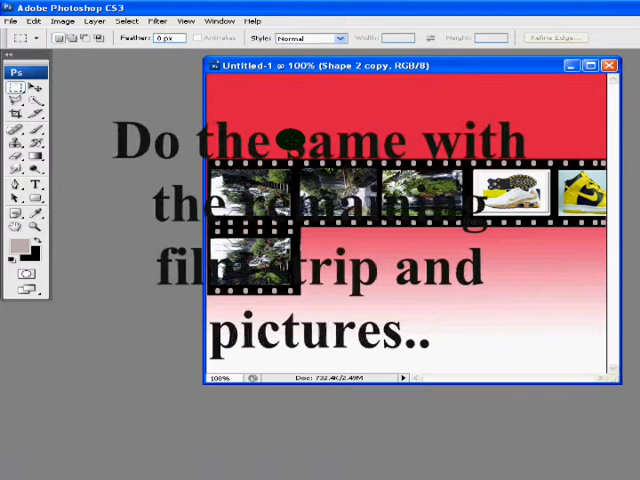 Adobe Photoshop CS3
File Edit Image Layer Select Filter View Window Help
Feather: 0 px Anti-alias Style: Normal Width: Height: Refine Edge...
Ps
Untitled-1 @ 100% (Shape 2 copy, RGB/8)
Do the same with
the remaining
film strip and
pictures..
100% Doc: 732.4K/2.49M